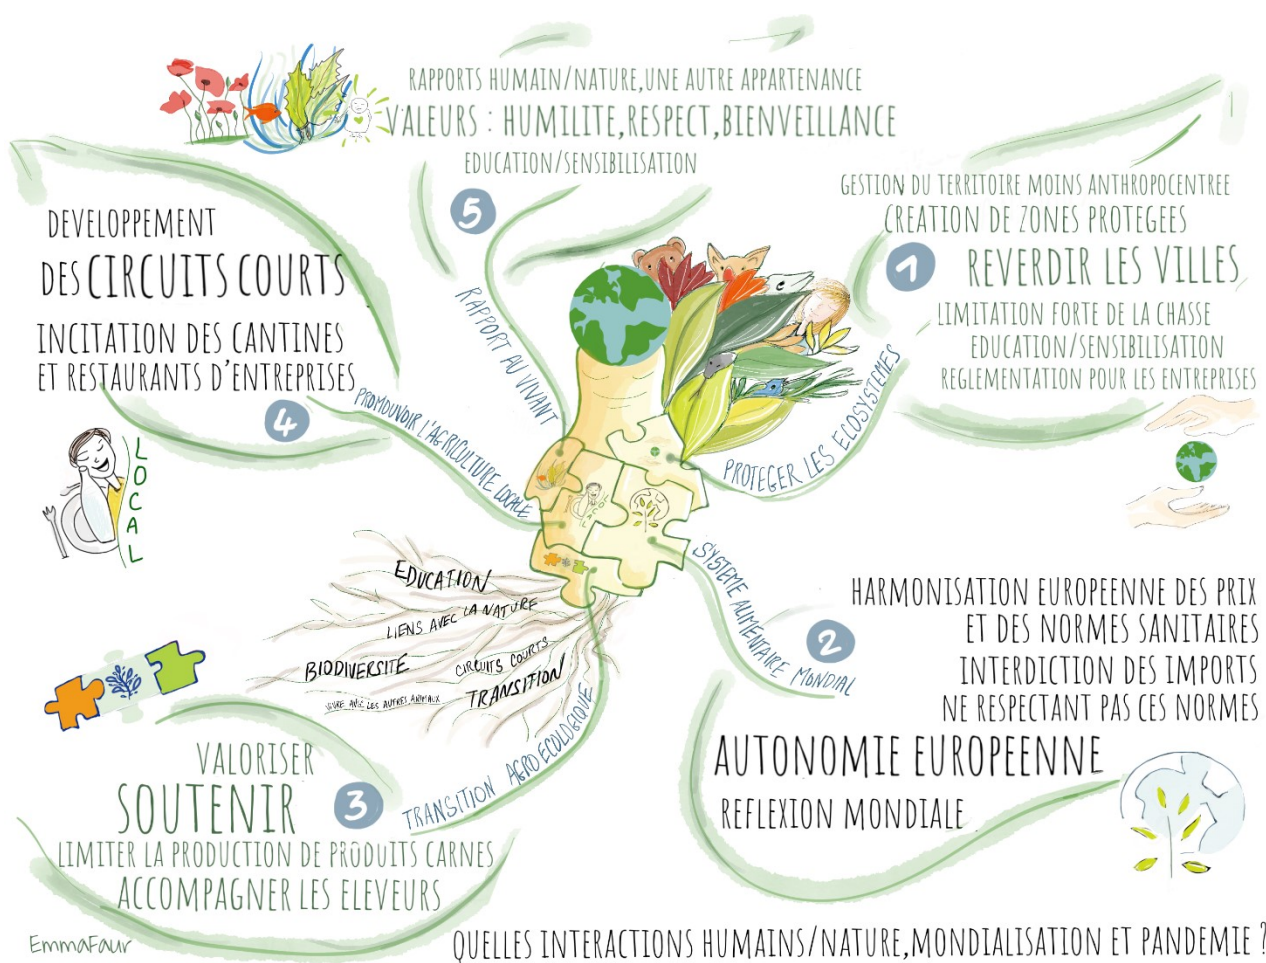 RAPPORTS HUMAIN/NATURE,UNE AUTRE APPARTENANCE
VALEURS : HUMILITE,RESPECT,BIENVEILLANCE
EDUCATION/SENSIBILISATION
5
RAPPORT AU VIVANT
GESTION DU TERRITOIRE MOINS ANTHROPOCENTREE
CREATION DE ZONES PROTEGEES
1
REVERDIR LES VILLES
LIMITATION FORTE DE LA CHASSE
EDUCATION/SENSIBILISATION
REGLEMENTATION POUR LES ENTREPRISES
PROTEGER LES ECOSYSTEMES
DEVELOPPEMENT
DES CIRCUITS COURTS
INCITATION DES CANTINES
ET RESTAURANTS D'ENTREPRISES
4
PROMOUVOIR L'AGRICULTURE LOCALE
LOCAL
LOCAL
SYSTEME ALIMENTAIRE MONDIAL
2
HARMONISATION EUROPEENNE DES PRIX
ET DES NORMES SANITAIRES
INTERDICTION DES IMPORTS
NE RESPECTANT PAS CES NORMES
AUTONOMIE EUROPEENNE
REFLEXION MONDIALE
EDUCATION
LIENS AVEC LA NATURE
BIODIVERSITE
CIRCUITS COURTS
VIVRE AVEC LES AUTRES ANIMAUX
TRANSITION
TRANSITION AGROECOLOGIQUE
VALORISER
SOUTENIR
3
LIMITER LA PRODUCTION DE PRODUITS CARNES
ACCOMPAGNER LES ELEVEURS
EmmaFaur
QUELLES INTERACTIONS HUMAINS/NATURE,MONDIALISATION ET PANDEMIE ?